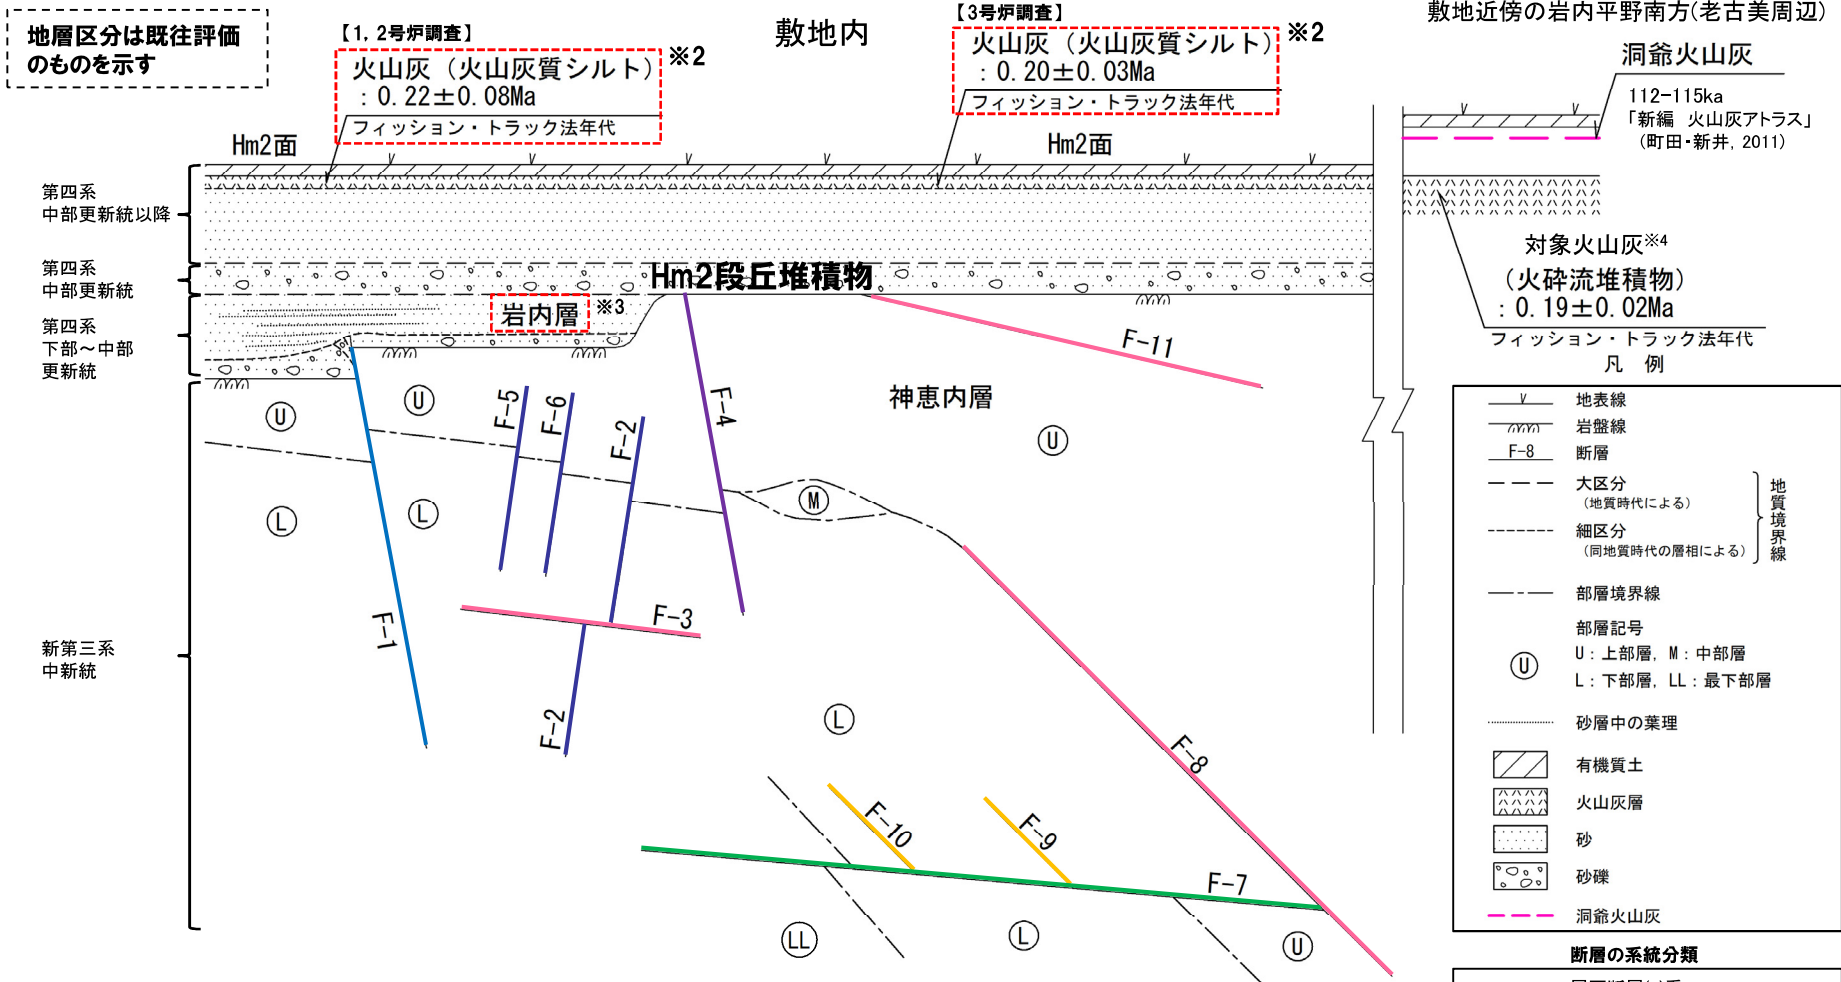 地層区分は既往評価
のものを示す
【1, 2号炉調査】
火山灰（火山灰質シルト）
：0.22±0.08Ma
※2
フィッション・トラック法年代
敷地内
【3号炉調査】
火山灰（火山灰質シルト）
：0.20±0.03Ma
※2
フィッション・トラック法年代
敷地近傍の岩内平野南方(老古美周辺)
洞爺火山灰
112-115ka
「新編 火山灰アトラス」
(町田・新井, 2011)
Hm2面
Hm2面
第四系
中部更新統以降
第四系
中部更新統
第四系
下部～中部
更新統
新第三系
中新統
Hm2段丘堆積物
岩内層
※3
対象火山灰※4
(火砕流堆積物)
：0.19±0.02Ma
フィッション・トラック法年代
神恵内層
F-11
F-5
F-6
F-2
F-4
F-1
F-3
F-2
F-8
F-10
F-9
F-7
U
U
U
L
L
M
L
LL
L
U
凡 例
地表線
岩盤線
F-8
断層
大区分
(地質時代による)
細区分
(同地質時代の層相による)
地質境界線
部層境界線
部層記号
U
U：上部層, M：中部層
L：下部層, LL：最下部層
砂層中の葉理
有機質土
火山灰層
砂
砂礫
洞爺火山灰
断層の系統分類